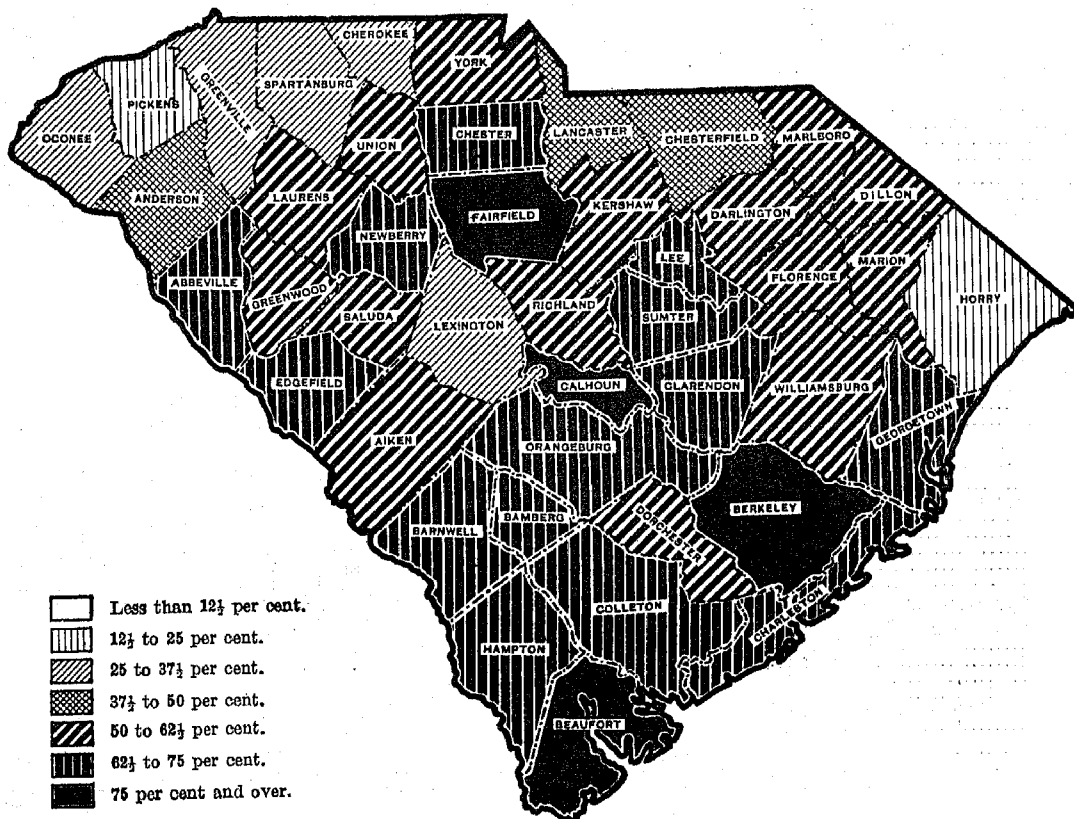 CHEROKEE
YORK
SPARTANBURG
GREENVILLE
PICKENS
OCONEE
UNION
CHESTER
LANCASTER
CHESTERFIELD
MARLBORO
ANDERSON
LAURENS
FAIRFIELD
KERSHAW
DARLINGTON
DILLON
NEWBERRY
LEE
MARION
ABBEVILLE
GREENWOOD
FLORENCE
SALUDA
LEXINGTON
RICHLAND
SUMTER
HORRY
EDGEFIELD
CALHOUN
CLARENDON
WILLIAMSBURG
GEORGETOWN
AIKEN
ORANGEBURG
BERKELEY
BARNWELL
BAMBERG
DORCHESTER
COLLETON
CHARLESTON
HAMPTON
BEAUFORT
Less than 12½ per cent.
12½ to 25 per cent.
25 to 37½ per cent.
37½ to 50 per cent.
50 to 62½ per cent.
62½ to 75 per cent.
75 per cent and over.